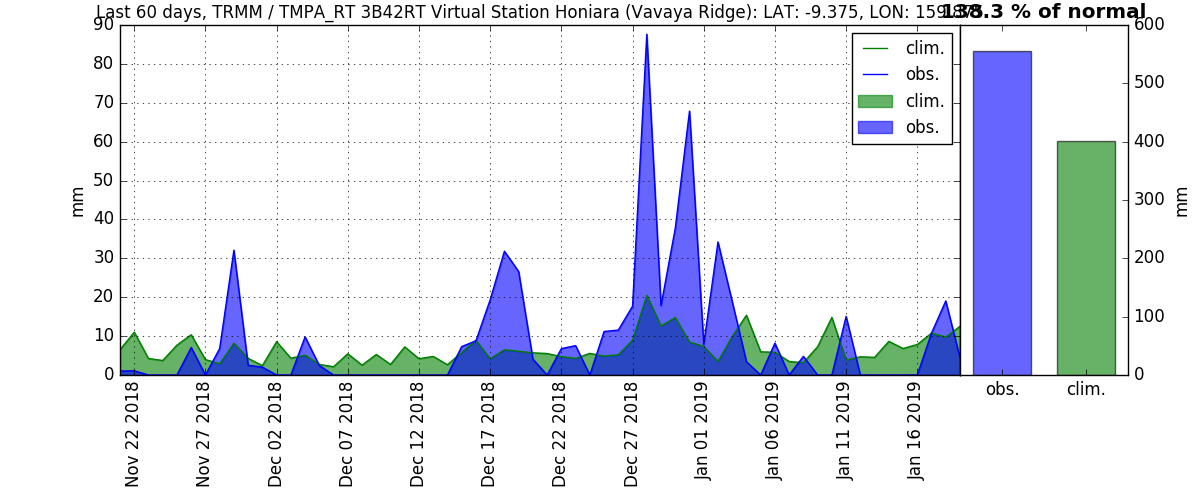 Last 60 days, TRMM / TMPA_RT 3B42RT Virtual Station Honiara (Vavaya Ridge): LAT: -9.375, LON:
138.3 % of normal
90
80
70
60
50
40
30
20
10
0
mm
clim.
obs.
clim.
obs.
600
500
400
300
200
100
0
mm
Nov 22 2018
Nov 27 2018
Dec 02 2018
Dec 07 2018
Dec 12 2018
Dec 17 2018
Dec 22 2018
Dec 27 2018
Jan 01 2019
Jan 06 2019
Jan 11 2019
Jan 16 2019
obs.
clim.